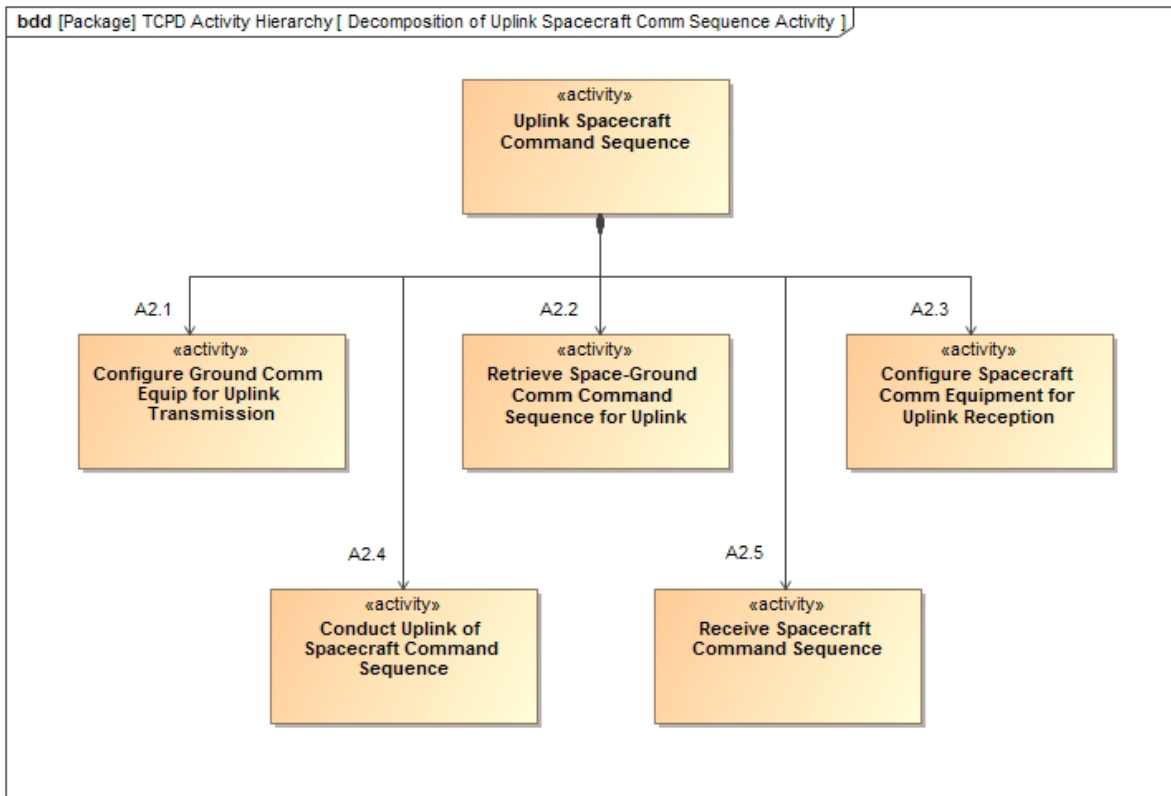 bdd [Package] TCPD Activity Hierarchy [ Decomposition of Uplink Spacecraft Comm Sequence Activity ]
«activity»
Uplink Spacecraft
Command Sequence
A2.1
A2.2
A2.3
«activity»
Configure Ground Comm
Equip for Uplink
Transmission
«activity»
Retrieve Space-Ground
Comm Command
Sequence for Uplink
«activity»
Configure Spacecraft
Comm Equipment for
Uplink Reception
A2.4
A2.5
«activity»
Conduct Uplink of
Spacecraft Command
Sequence
«activity»
Receive Spacecraft
Command Sequence